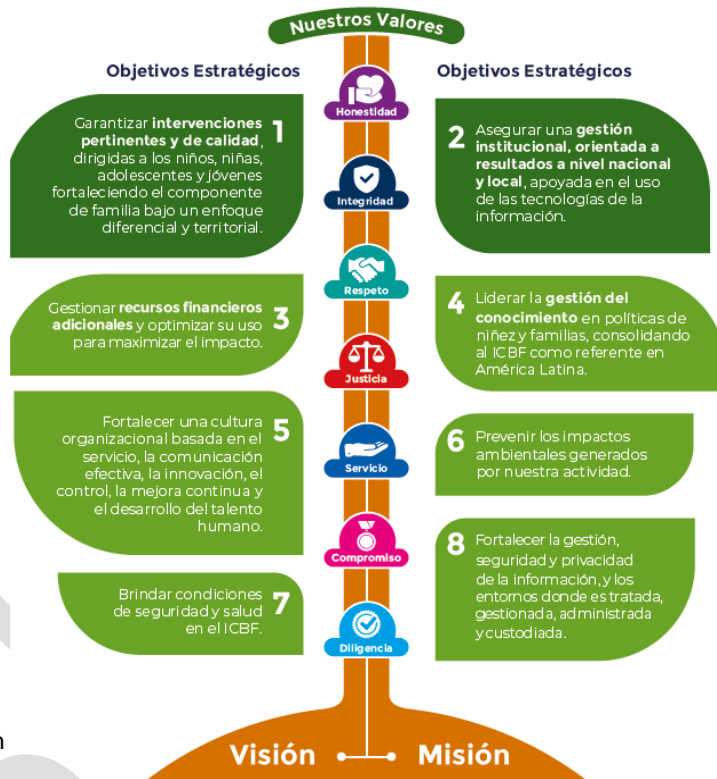 Nuestros Valores
Objetivos Estratégicos
Objetivos Estratégicos
Honestidad
1
Garantizar intervenciones
pertinentes y de calidad,
dirigidas a los niños, niñas,
adolescentes y jóvenes
fortaleciendo el componente
de familia bajo un enfoque
diferencial y territorial.
2
Asegurar una gestión
institucional, orientada a
resultados a nivel nacional
y local, apoyada en el uso
de las tecnologías de la
información.
Integridad
Respeto
3
Gestionar recursos financieros
adicionales y optimizar su uso
para maximizar el impacto.
4
Liderar la gestión del
conocimiento en políticas de
niñez y familias, consolidando
al ICBF como referente en
América Latina.
Justicia
5
Fortalecer una cultura
organizacional basada en el
servicio, la comunicación
efectiva, la innovación, el
control, la mejora continua y
el desarrollo del talento
humano.
6
Prevenir los impactos
ambientales generados
por nuestra actividad.
Servicio
Compromiso
7
Brindar condiciones
de seguridad y salud
en el ICBF.
8
Fortalecer la gestión,
seguridad y privacidad
de la información, y los
entornos donde es tratada,
gestionada, administrada
y custodiada.
Diligencia
Visión
Misión